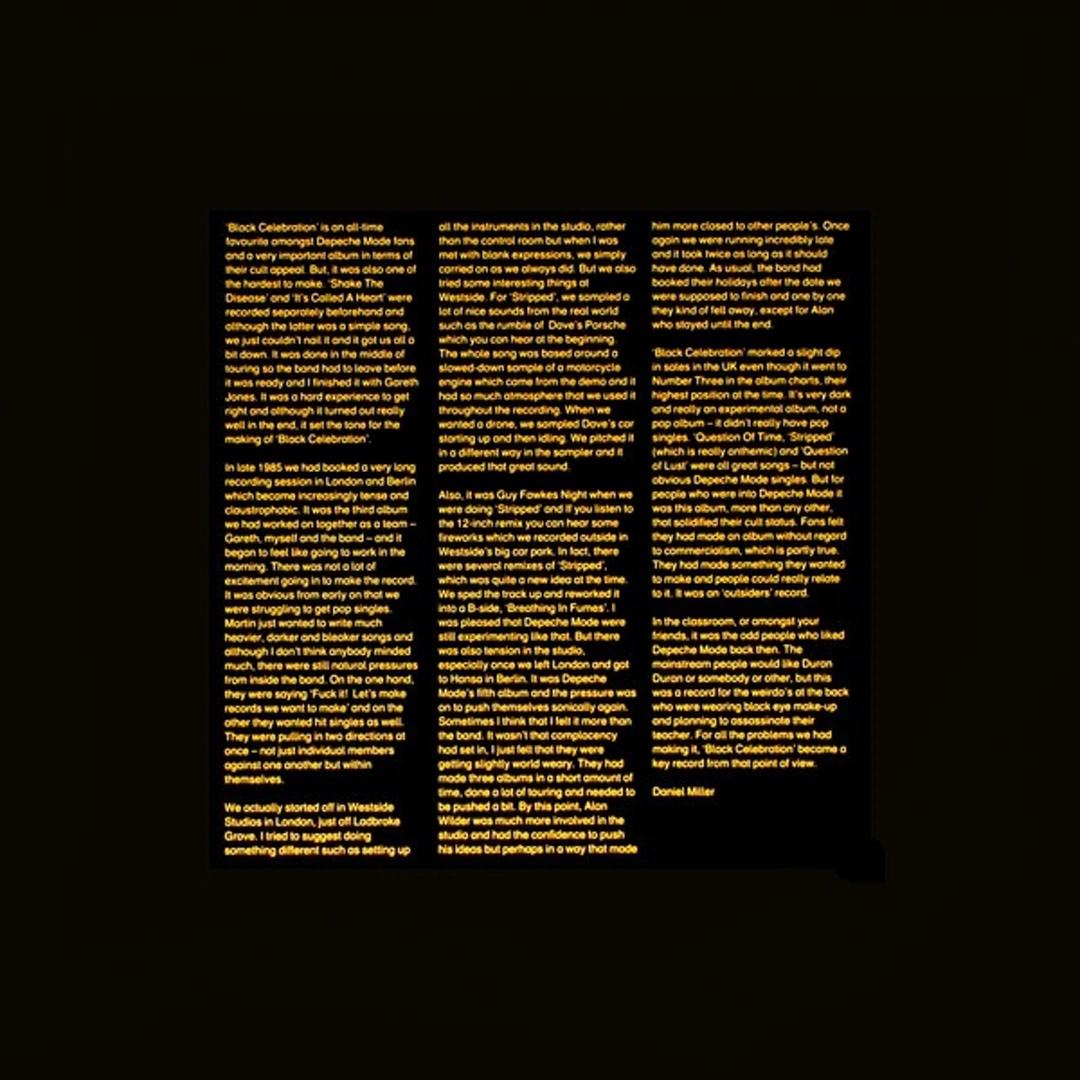 'Black Celebration' is an all-time
favourite amongst Depeche Mode fans
and a very important album in terms of
their cult appeal. But, it was also one of
the hardest to make. 'Shake The
Disease' and 'It's Called A Heart' were
recorded separately beforehand and
although the latter was a simple song,
we just couldn't nail it and it got us all a
bit down. It was done in the middle of
touring so the band had to leave before
it was ready and I finished it with Gareth
Jones. It was a hard experience to get
right and although it turned out really
well in the end, it set the tone for the
making of 'Black Celebration'.
In late 1985 we had booked a very long
recording session in London and Berlin
which became increasingly tense and
claustrophobic. It was the third album
we had worked on together as a team –
Gareth, myself and the band – and it
began to feel like going to work in the
morning. There was not a lot of
excitement going in to make the record.
It was obvious from early on that we
were struggling to get pop singles.
Martin just wanted to write much
heavier, darker and bleaker songs and
although I don't think anybody minded
much, there were still natural pressures
from inside the band. On the one hand,
they were saying 'Fuck it! Let's make
records we want to make' and on the
other they wanted hit singles as well.
They were pulling in two directions at
once – not just individual members
against one another but within
themselves.
We actually started off in Westside
Studios in London, just off Ladbroke
Grove. I tried to suggest doing
something different such as setting up
all the instruments in the studio, rather
than the control room but when I was
met with blank expressions, we simply
carried on as we always did. But we also
tried some interesting things at
Westside. For 'Stripped', we sampled a
lot of nice sounds from the real world
such as the rumble of Dave's Porsche
which you can hear at the beginning.
The whole song was based around a
slowed-down sample of a motorcycle
engine which came from the demo and it
had so much atmosphere that we used it
throughout the recording. When we
wanted a drone, we sampled Dave's car
starting up and then idling. We pitched it
in a different way in the sampler and it
produced that great sound.
Also, it was Guy Fawkes Night when we
were doing 'Stripped' and if you listen to
the 12-inch remix you can hear some
fireworks which we recorded outside in
Westside's big car park. In fact, there
were several remixes of 'Stripped',
which was quite a new idea at the time.
We sped the track up and reworked it
into a B-side, 'Breathing In Fumes'. I
was pleased that Depeche Mode were
still experimenting like that. But there
was also tension in the studio,
especially once we left London and got
to Hansa in Berlin. It was Depeche
Mode's fifth album and the pressure was
on to push themselves sonically again.
Sometimes I think that I felt it more than
the band. It wasn't that complacency
had set in, I just felt that they were
getting slightly world weary. They had
made three albums in a short amount of
time, done a lot of touring and needed to
be pushed a bit. By this point, Alan
Wilder was much more involved in the
studio and had the confidence to push
his ideas but perhaps in a way that made
him more closed to other people's. Once
again we were running incredibly late
and it took twice as long as it should
have done. As usual, the band had
booked their holidays after the date we
were supposed to finish and one by one
they kind of fell away, except for Alan
who stayed until the end.
'Black Celebration' marked a slight dip
in sales in the UK even though it went to
Number Three in the album charts, their
highest position at the time. It's very dark
and really an experimental album, not a
pop album – it didn't really have pop
singles. 'Question Of Time, 'Stripped'
(which is really anthemic) and 'Question
of Lust' were all great songs – but not
obvious Depeche Mode singles. But for
people who were into Depeche Mode it
was this album, more than any other,
that solidified their cult status. Fans felt
they had made an album without regard
to commercialism, which is partly true.
They had made something they wanted
to make and people could really relate
to it. It was an 'outsiders' record.
In the classroom, or amongst your
friends, it was the odd people who liked
Depeche Mode back then. The
mainstream people would like Duran
Duran or somebody or other, but this
was a record for the weirdo's at the back
who were wearing black eye make-up
and planning to assassinate their
teacher. For all the problems we had
making it, 'Black Celebration' became a
key record from that point of view.
Daniel Miller